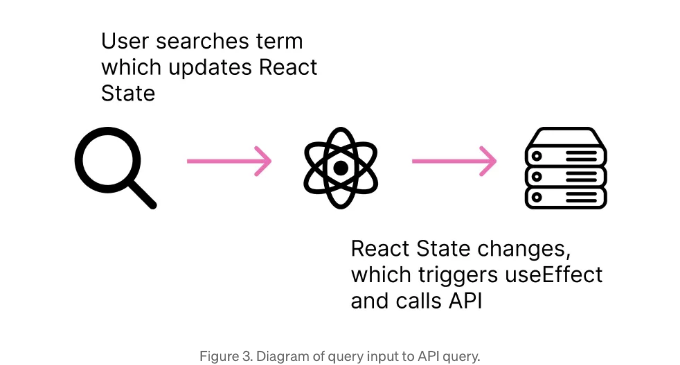 User searches term
which updates React
State
React State changes,
which triggers useEffect
and calls API
Figure 3. Diagram of query input to API query.